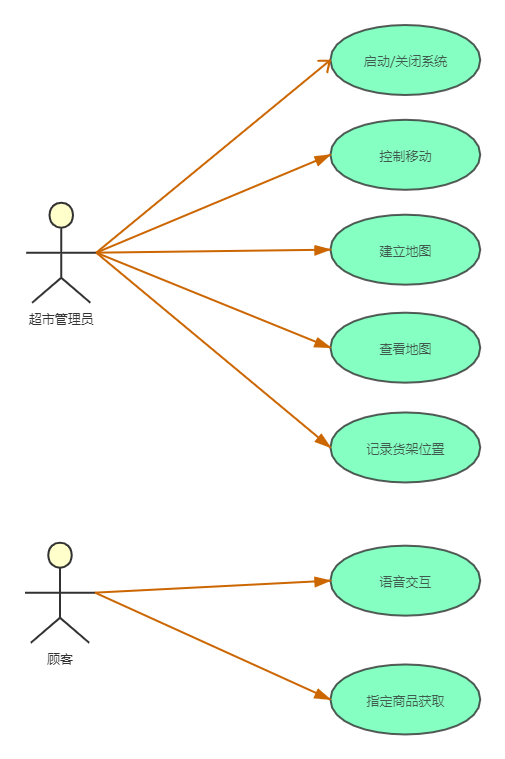 启动/关闭系统
控制移动
建立地图
查看地图
记录货架位置
超市管理员
语音交互
指定商品获取
顾客